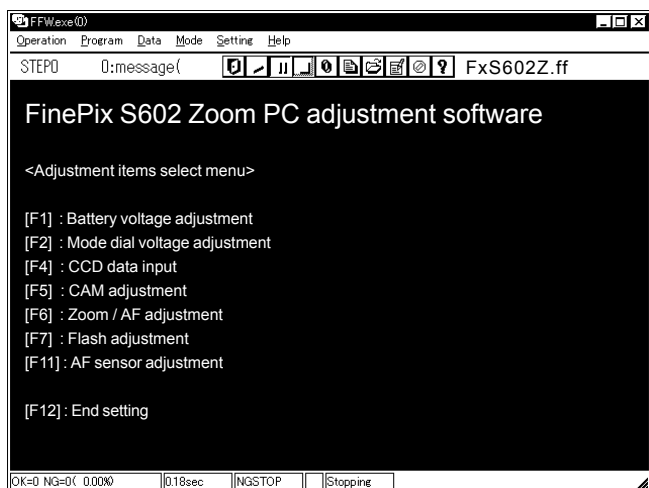 FFW.exe(0)
Operation Program Data Mode Setting Help
STEP0 0:message( FxS602Z.ff
FinePix S602 Zoom PC adjustment software
<Adjustment items select menu>
[F1] : Battery voltage adjustment
[F2] : Mode dial voltage adjustment
[F4] : CCD data input
[F5] : CAM adjustment
[F6] : Zoom / AF adjustment
[F7] : Flash adjustment
[F11] : AF sensor adjustment
[F12] : End setting
OK=0 NG=0( 0.00%) 0.18sec NGSTOP Stopping